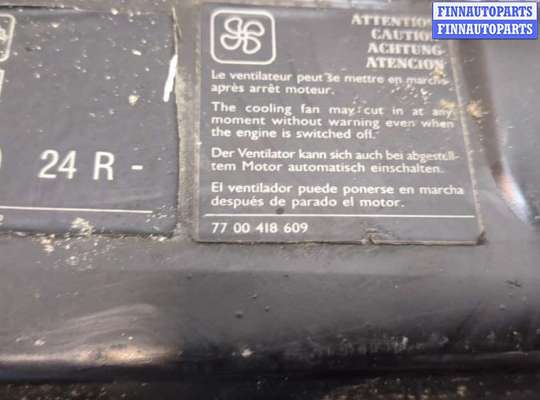 FINNAUTOPARTS
FINNAUTOPARTS
ATTENTION
CAUTION
ACHTUNG
ATENCION
Le ventilateur peut se mettre en marche
après arrêt moteur.
The cooling fan may cut in at any
moment without warning even when
the engine is switched off.
Der Ventilator kann sich auch bei abgestell-
tem Motor automatisch einschalten.
El ventilador puede ponerse en marcha
después de parado el motor.
77 00 418 609
24 R -